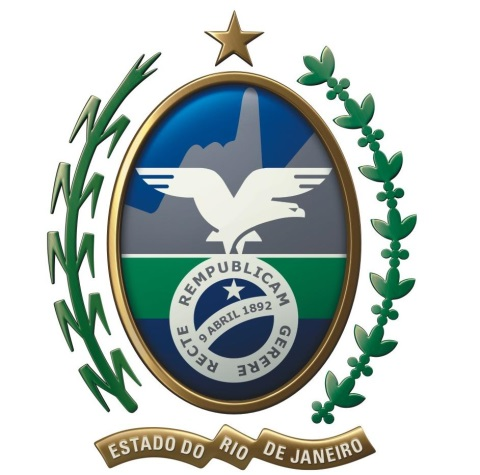 RECTE REMPUBLICAM GERERE
9 ABRIL 1892
ESTADO DO RIO DE JANEIRO